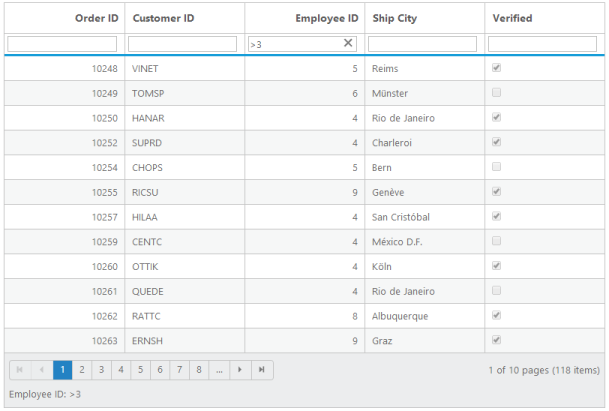 Order ID Customer ID Employee ID Ship City Verified
>3
10248 VINET 5 Reims
10249 TOMSP 6 Münster
10250 HANAR 4 Rio de Janeiro
10252 SUPRD 4 Charleroi
10254 CHOPS 5 Bern
10255 RICSU 9 Genève
10257 HILAA 4 San Cristóbal
10259 CENTC 4 México D.F.
10260 OTTIK 4 Köln
10261 QUEDE 4 Rio de Janeiro
10262 RATTC 8 Albuquerque
10263 ERNSH 9 Graz
1 2 3 4 5 6 7 8 ... 1 of 10 pages (118 items)
Employee ID: >3